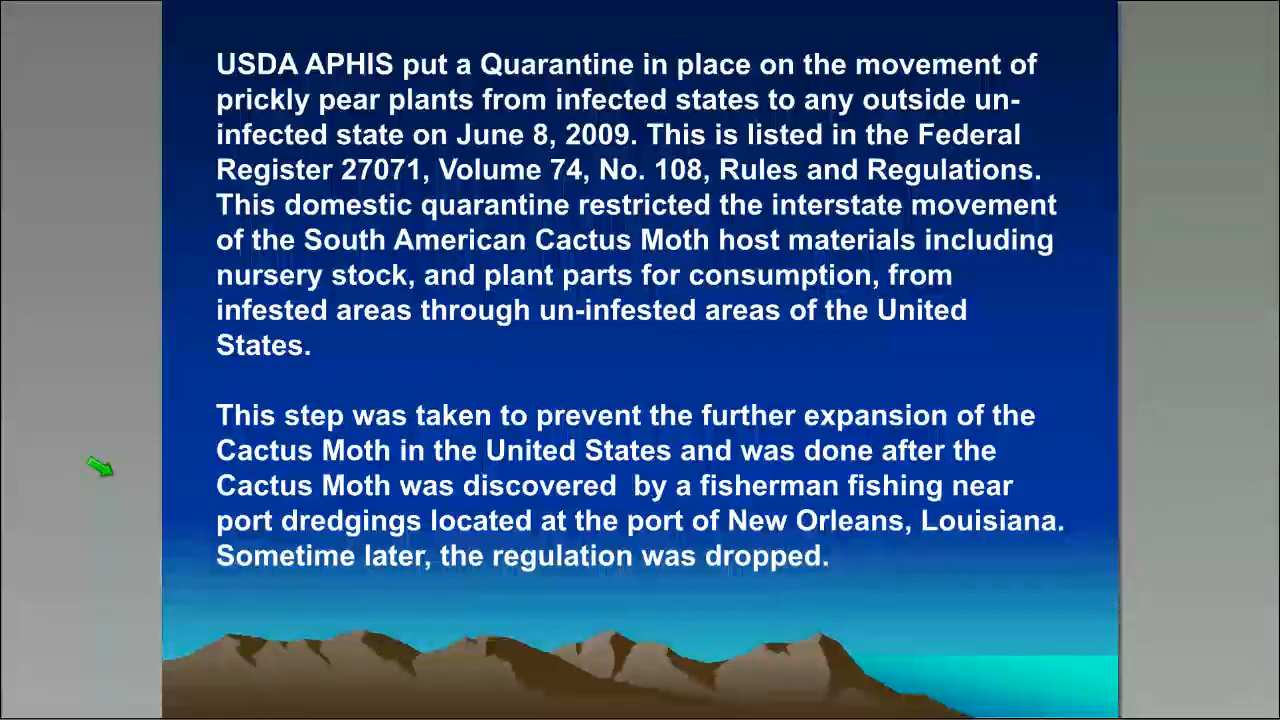 USDA APHIS put a Quarantine in place on the movement of
prickly pear plants from infected states to any outside un-
infected state on June 8, 2009. This is listed in the Federal
Register 27071, Volume 74, No. 108, Rules and Regulations.
This domestic quarantine restricted the interstate movement
of the South American Cactus Moth host materials including
nursery stock, and plant parts for consumption, from
infested areas through un-infested areas of the United
States.
This step was taken to prevent the further expansion of the
Cactus Moth in the United States and was done after the
Cactus Moth was discovered  by a fisherman fishing near
port dredgings located at the port of New Orleans, Louisiana.
Sometime later, the regulation was dropped.